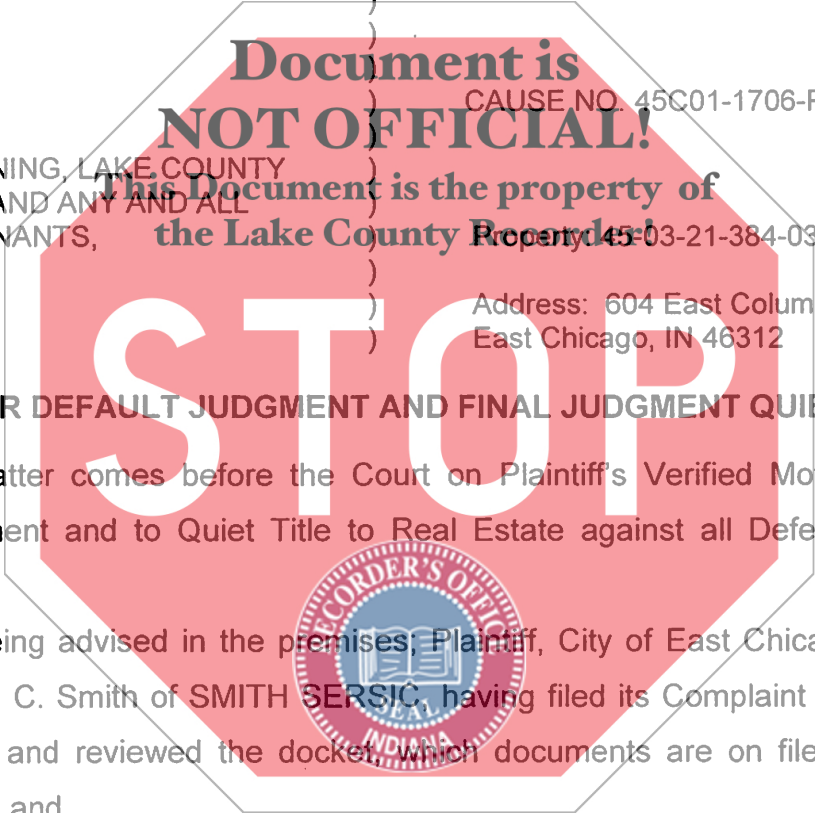 Document is
NOT OFFICIAL!
This Document is the property of
the Lake County Recorder!
STOP
RECORDER'S OFFICE
SEAL
INDIANA
CAUSE NO. 45C01-1706-
NING, LAKE COUNTY
AND ANY AND ALL
NANTS,
Property: 45-03-21-384-03
Address: 604 East Colum
East Chicago, IN 46312
R DEFAULT JUDGMENT AND FINAL JUDGMENT QUIE
atter comes before the Court on Plaintiff's Verified Mo
ent and to Quiet Title to Real Estate against all Defe
eing advised in the premises; Plaintiff, City of East Chica
C. Smith of SMITH SERSIC, having filed its Complaint
and reviewed the docket, which documents are on file
and